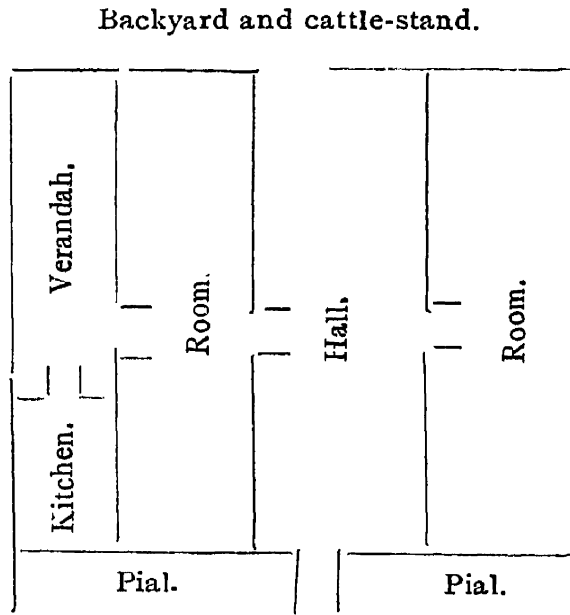 Backyard and cattle-stand.
Verandah.
Room.
Hall.
Room.
Kitchen.
Pial.
Pial.